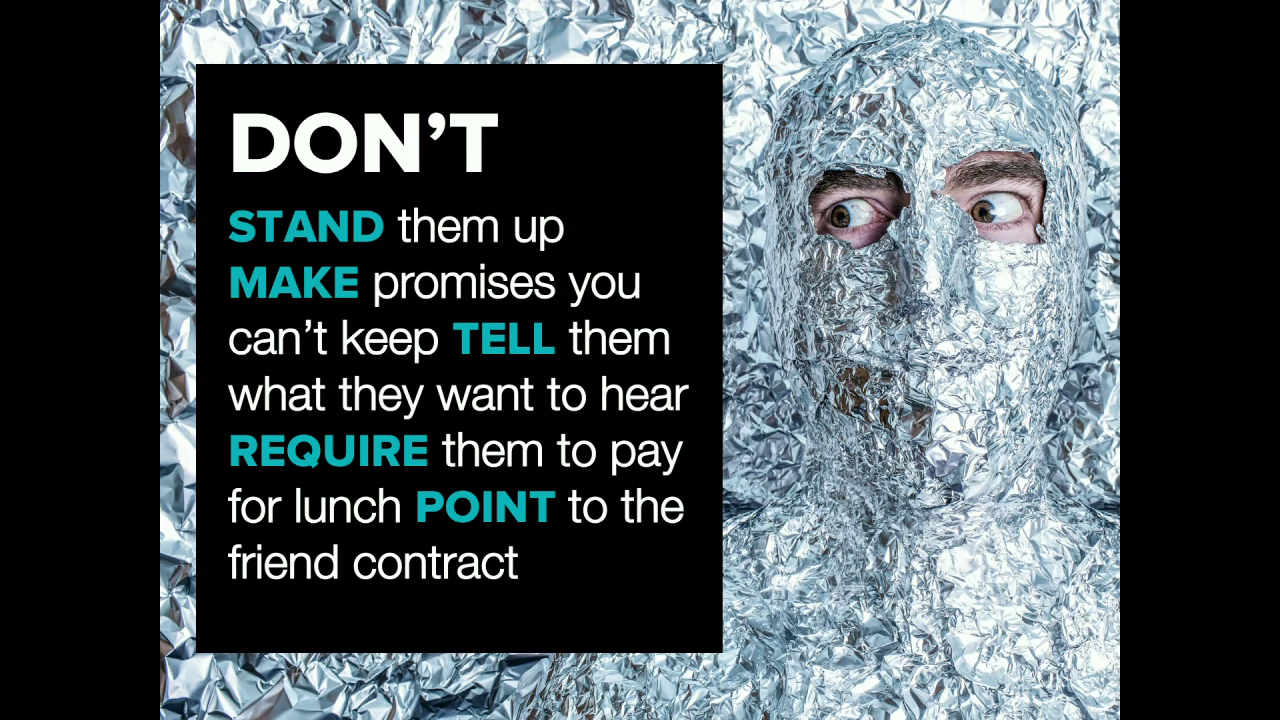 DON’T
STAND them up
MAKE promises you
can’t keep TELL them
what they want to hear
REQUIRE them to pay
for lunch POINT to the
friend contract